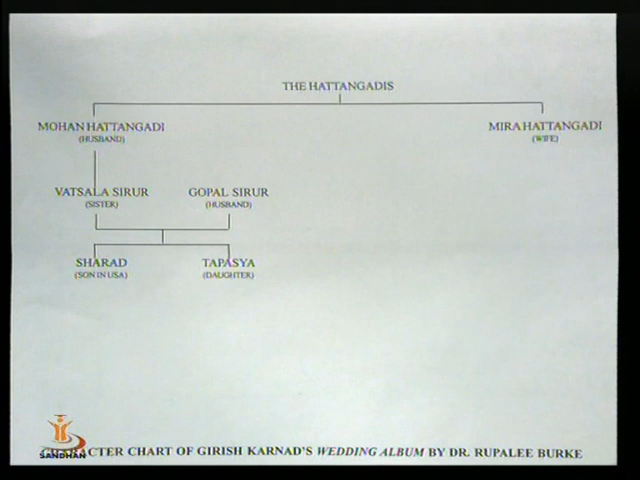 THE HATTANGADIS
MOHAN HATTANGADI
(HUSBAND)
MIRA HATTANGADI
(WIFE)
VATSALA SIRUR
(SISTER)
GOPAL SIRUR
(HUSBAND)
SHARAD
(SON IN USA)
TAPASYA
(DAUGHTER)
CHARACTER CHART OF GIRISH KARNAD'S WEDDING ALBUM BY DR. RUPALEE BURKE
SANDHAN